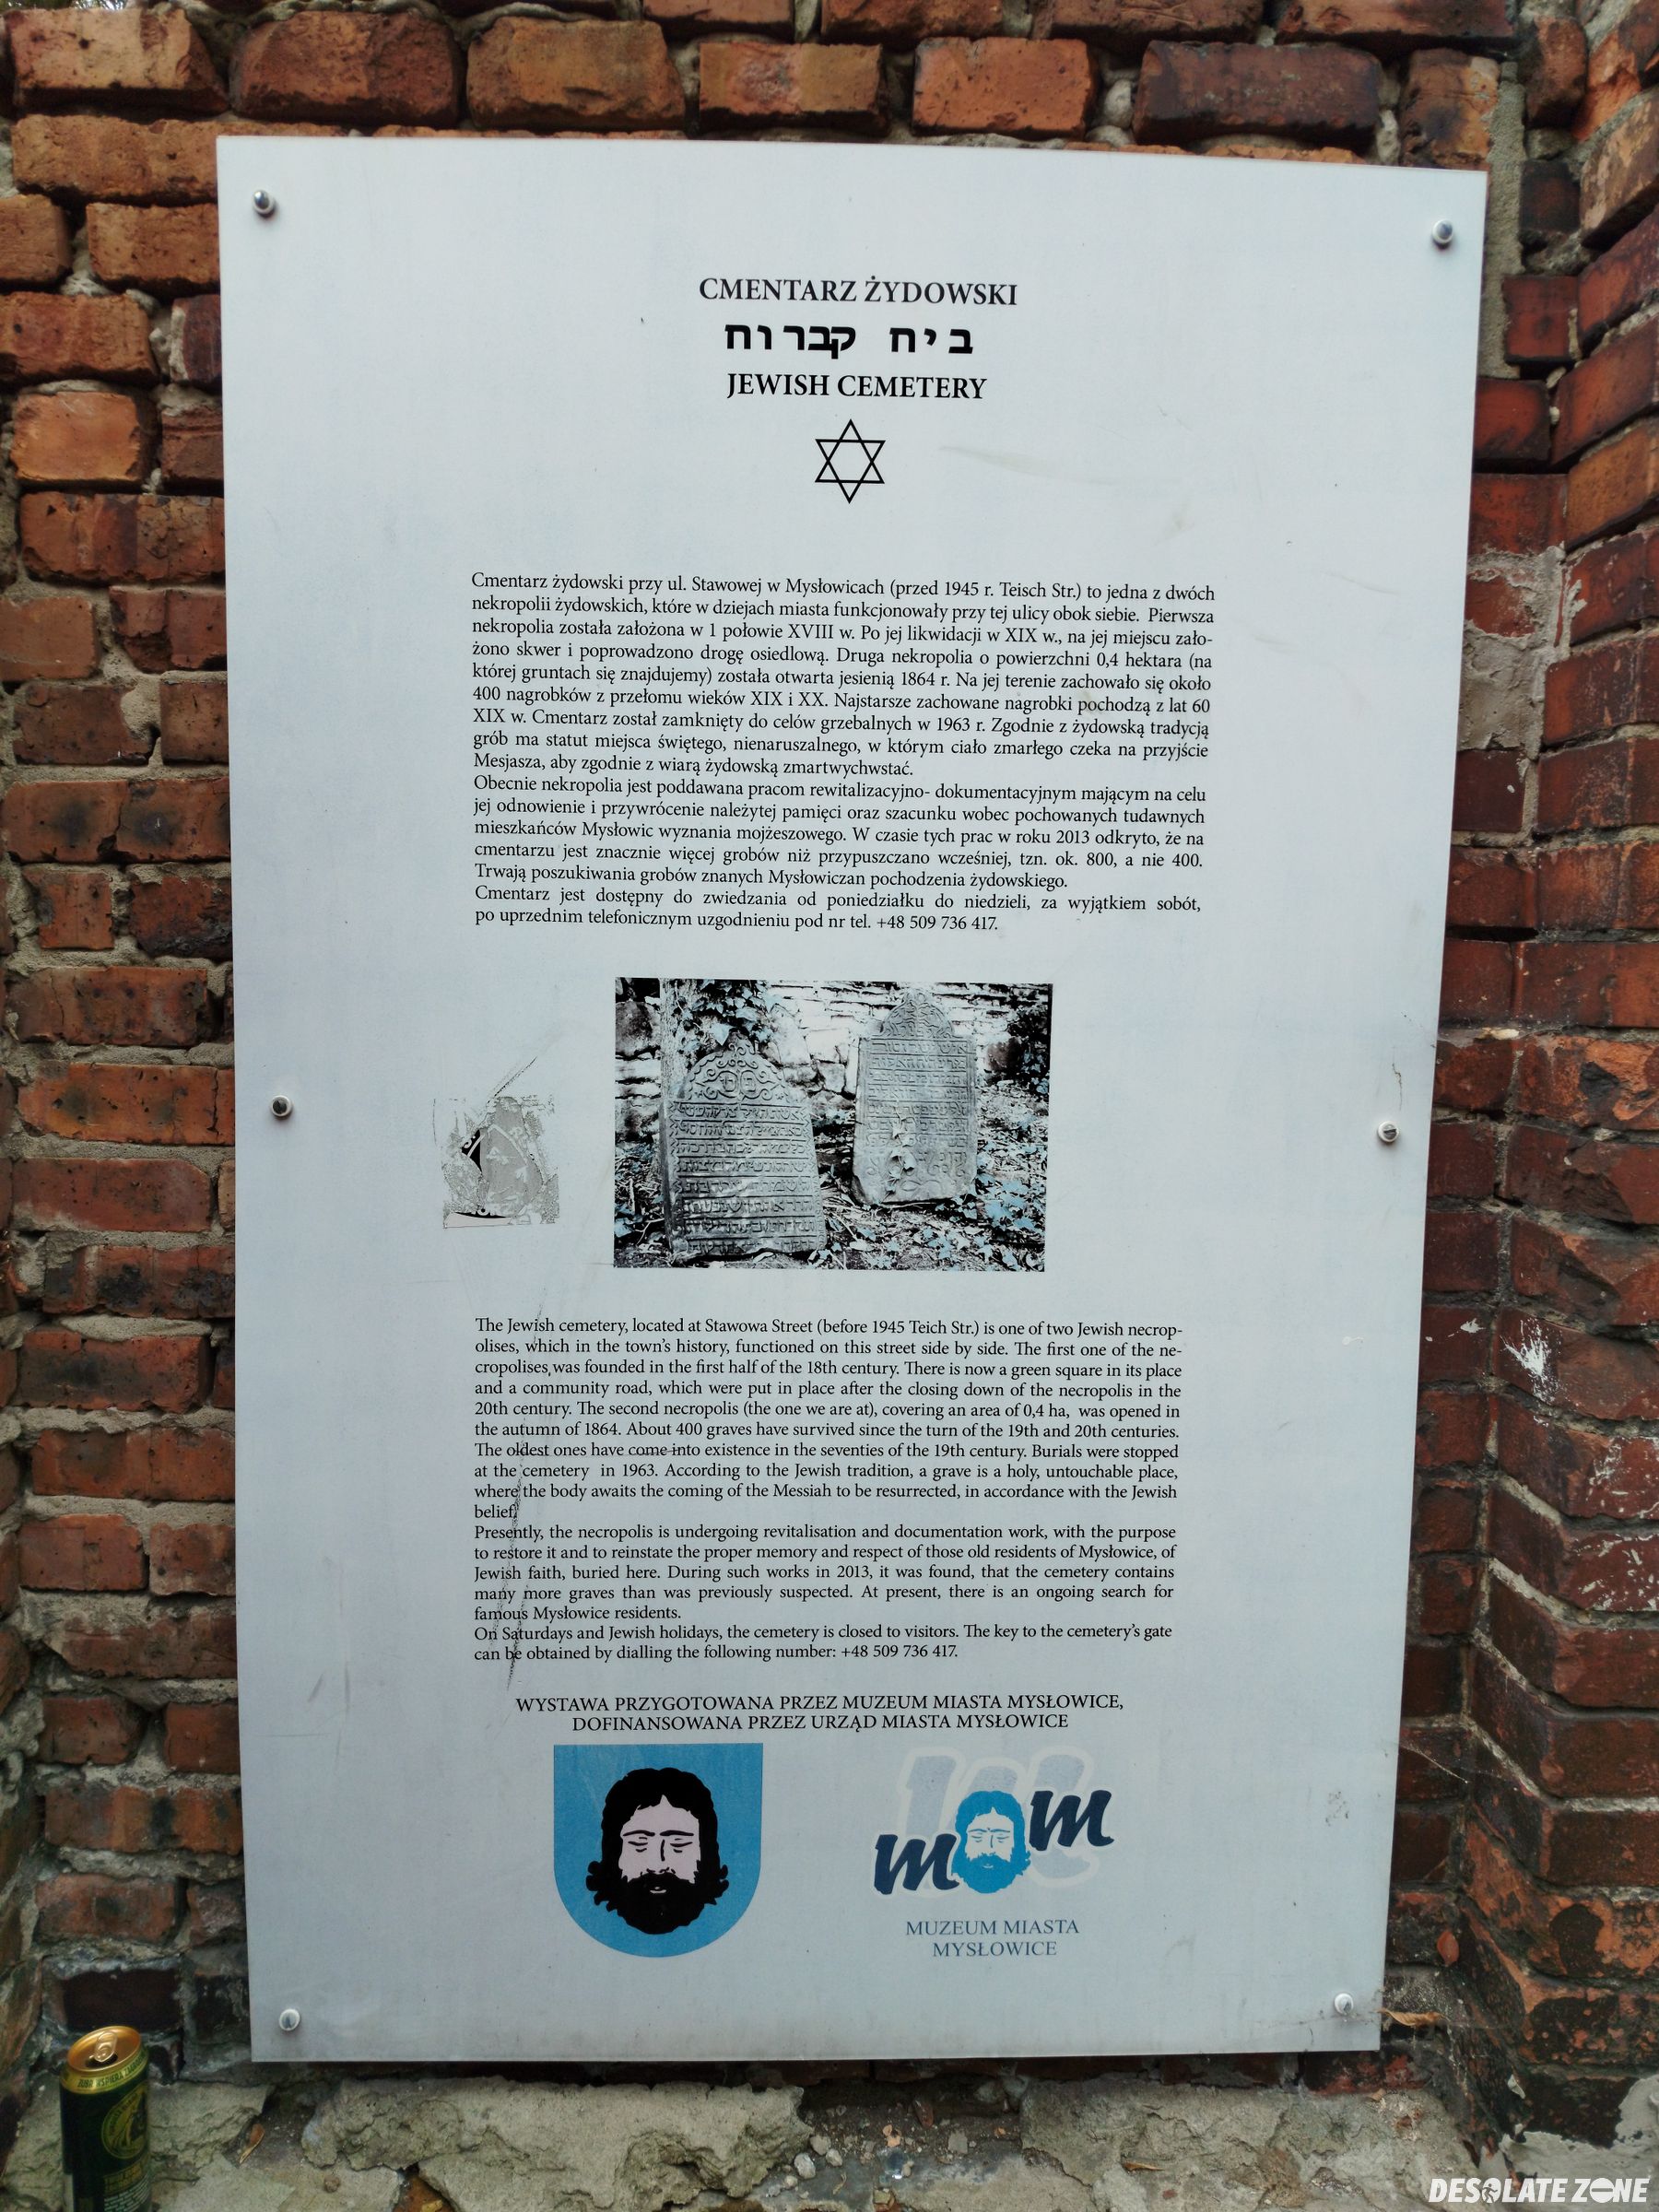 CMENTARZ ŻYDOWSKI
ביח קברוח
JEWISH CEMETERY
Cmentarz żydowski przy ul. Stawowej w Mysłowicach (przed 1945 r. Teisch Str.) to jedna z dwóch
nekropolii żydowskich, które w dziejach miasta funkcjonowały przy tej ulicy obok siebie. Pierwsza
nekropolia została założona w 1 połowie XVIII w. Po jej likwidacji w XIX w., na jej miejscu zało-
żono skwer i poprowadzono drogę osiedlową. Druga nekropolia o powierzchni 0,4 hektara (na
której gruntach się znajdujemy) została otwarta jesienią 1864 r. Na jej terenie zachowało się około
400 nagrobków z przełomu wieków XIX i XX. Najstarsze zachowane nagrobki pochodzą z lat 60
XIX w. Cmentarz został zamknięty do celów grzebalnych w 1963 r. Zgodnie z żydowską tradycją
grób ma statut miejsca świętego, nienaruszalnego, w którym ciało zmarłego czeka na przyjście
Mesjasza, aby zgodnie z wiarą żydowską zmartwychwstać.
Obecnie nekropolia jest poddawana pracom rewitalizacyjno- dokumentacyjnym mającym na celu
jej odnowienie i przywrócenie należytej pamięci oraz szacunku wobec pochowanych tudawnych
mieszkańców Mysłowic wyznania mojżeszowego. W czasie tych prac w roku 2013 odkryto, że na
cmentarzu jest znacznie więcej grobów niż przypuszczano wcześniej, tzn. ok. 800, a nie 400.
Trwają poszukiwania grobów znanych Mysłowiczan pochodzenia żydowskiego.
Cmentarz jest dostępny do zwiedzania od poniedziałku do niedzieli, za wyjątkiem sobót,
po uprzednim telefonicznym uzgodnieniu pod nr tel. +48 509 736 417.
The Jewish cemetery, located at Stawowa Street (before 1945 Teich Str.) is one of two Jewish necrop-
olises, which in the town's history, functioned on this street side by side. The first one of the ne-
cropolises was founded in the first half of the 18th century. There is now a green square in its place
and a community road, which were put in place after the closing down of the necropolis in the
20th century. The second necropolis (the one we are at), covering an area of 0,4 ha, was opened in
the autumn of 1864. About 400 graves have survived since the turn of the 19th and 20th centuries.
The oldest ones have come into existence in the seventies of the 19th century. Burials were stopped
at the cemetery in 1963. According to the Jewish tradition, a grave is a holy, untouchable place,
where the body awaits the coming of the Messiah to be resurrected, in accordance with the Jewish
belief.
Presently, the necropolis is undergoing revitalisation and documentation work, with the purpose
to restore it and to reinstate the proper memory and respect of those old residents of Mysłowice, of
Jewish faith, buried here. During such works in 2013, it was found, that the cemetery contains
many more graves than was previously suspected. At present, there is an ongoing search for
famous Mysłowice residents.
On Saturdays and Jewish holidays, the cemetery is closed to visitors. The key to the cemetery's gate
can be obtained by dialling the following number: +48 509 736 417.
WYSTAWA PRZYGOTOWANA PRZEZ MUZEUM MIASTA MYSŁOWICE,
DOFINANSOWANA PRZEZ URZĄD MIASTA MYSŁOWICE
m m
MUZEUM MIASTA
MYSŁOWICE
DESOLATE ZONE